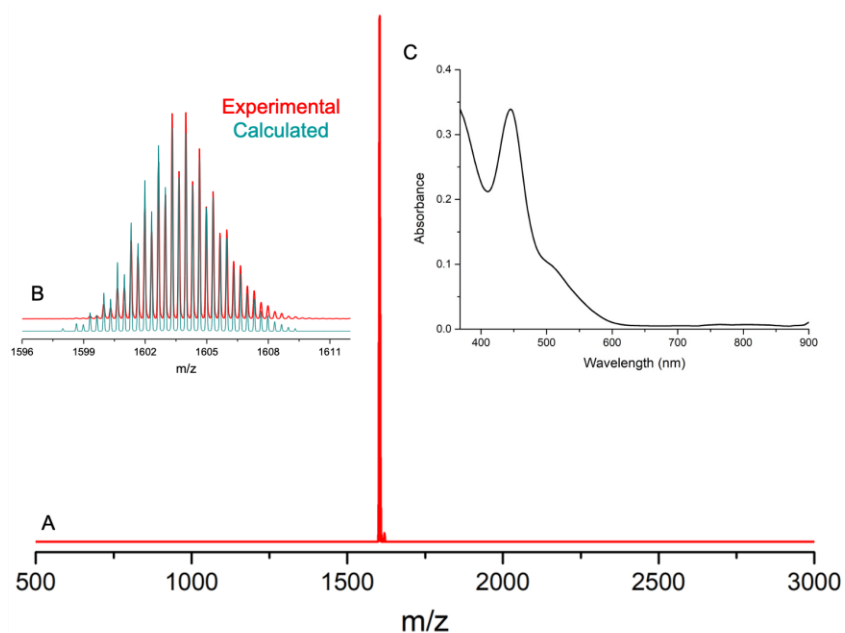 C
0.4
0.3
0.2
0.1
0.0
Absorbance
400 500 600 700 800 900
Wavelength (nm)
Experimental
Calculated
B
1596 1599 1602 1605 1608 1611
m/z
A
500 1000 1500 2000 2500 3000
m/z